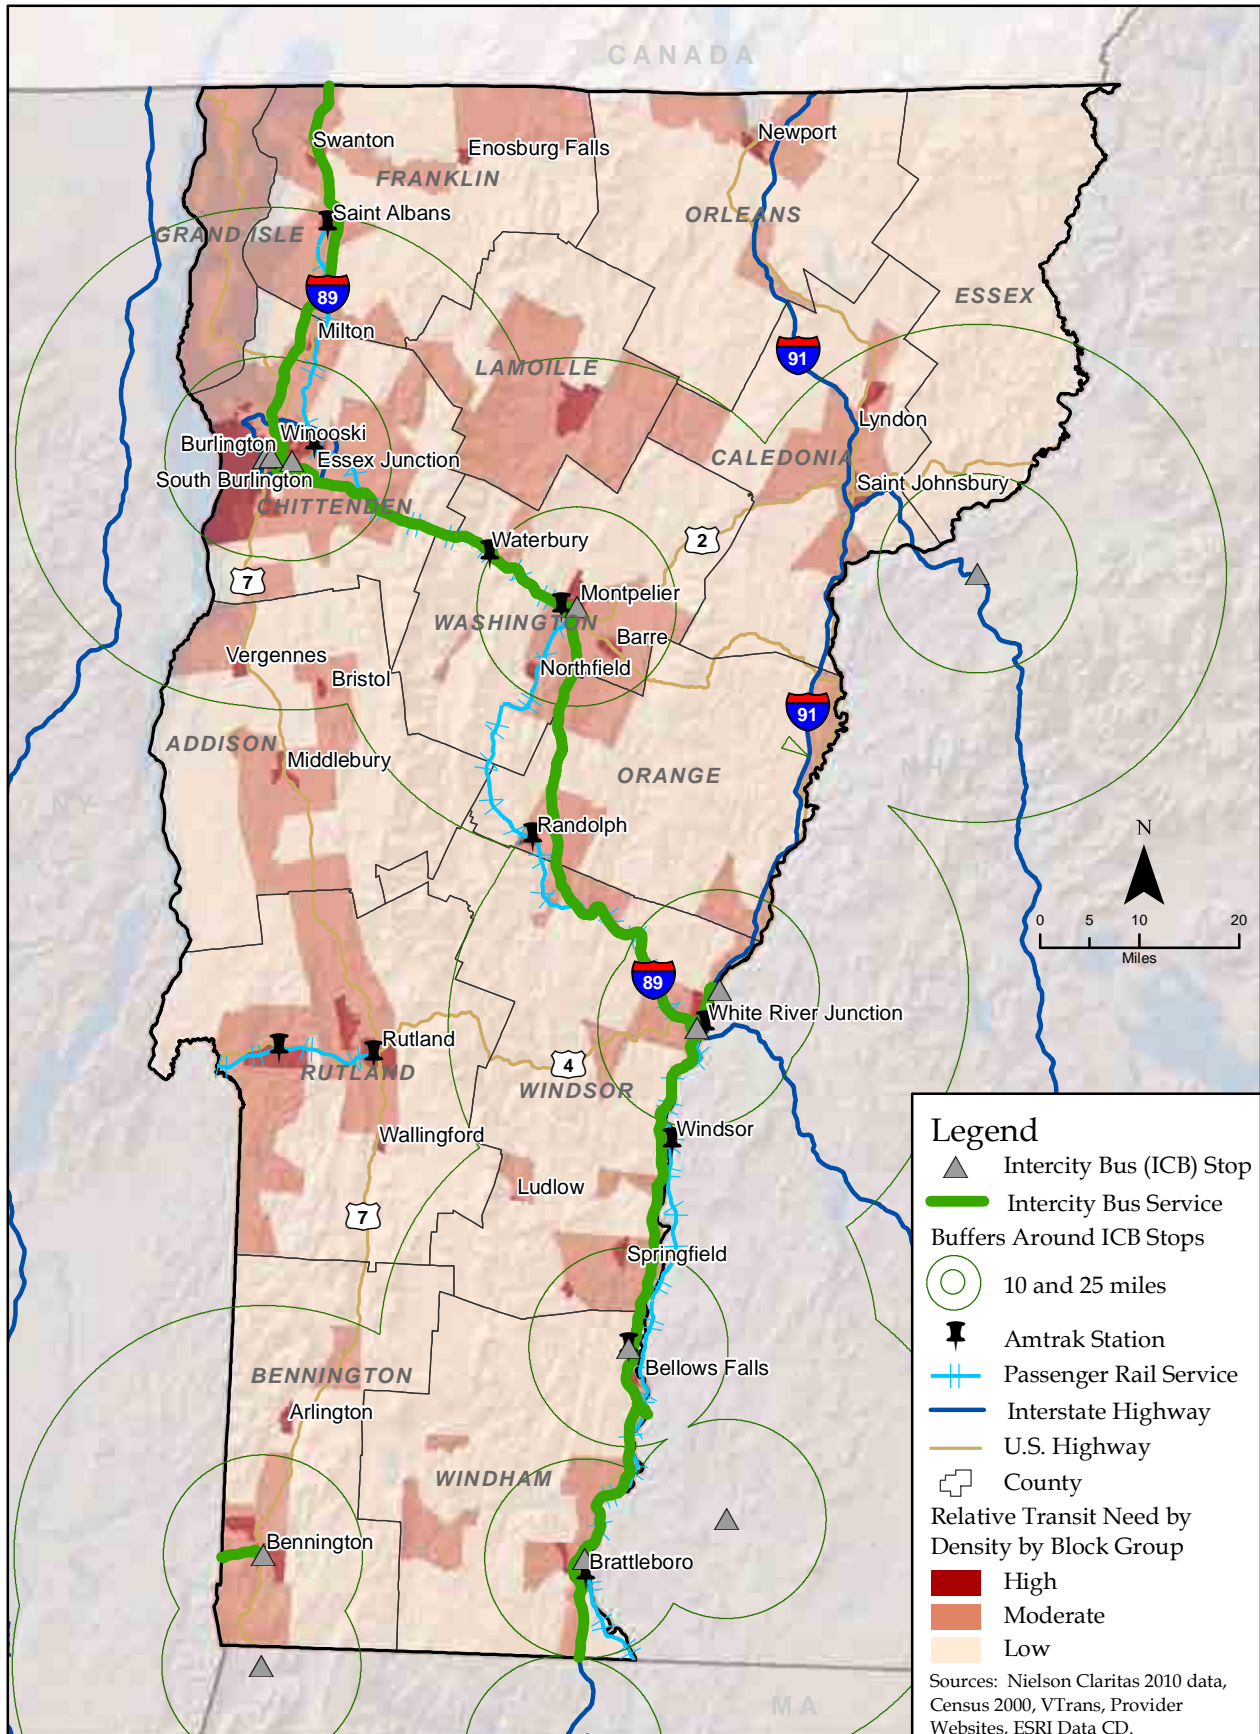 CANADA
Swanton
Enosburg Falls
Newport
FRANKLIN
Saint Albans
ORLEANS
GRAND ISLE
89
ESSEX
Milton
91
LAMOILLE
Lyndon
Winooski
Burlington
Essex Junction
CALEDONIA
South Burlington
Saint Johnsbury
CHITTENDEN
Waterbury
2
7
Montpelier
WASHINGTON
Barre
Vergennes
Northfield
Bristol
91
ADDISON
Middlebury
NH
ORANGE
NY
Randolph
N
0 5 10 20
Miles
89
White River Junction
Rutland
4
RUTLAND
WINDSOR
Windsor
Wallingford
Ludlow
7
Springfield
Bellows Falls
BENNINGTON
Arlington
WINDHAM
Bennington
Brattleboro
MA
Legend
Intercity Bus (ICB) Stop
Intercity Bus Service
Buffers Around ICB Stops
10 and 25 miles
Amtrak Station
Passenger Rail Service
Interstate Highway
U.S. Highway
County
Relative Transit Need by
Density by Block Group
High
Moderate
Low
Sources: Nielson Claritas 2010 data,
Census 2000, VTrans, Provider
Websites, ESRI Data CD.